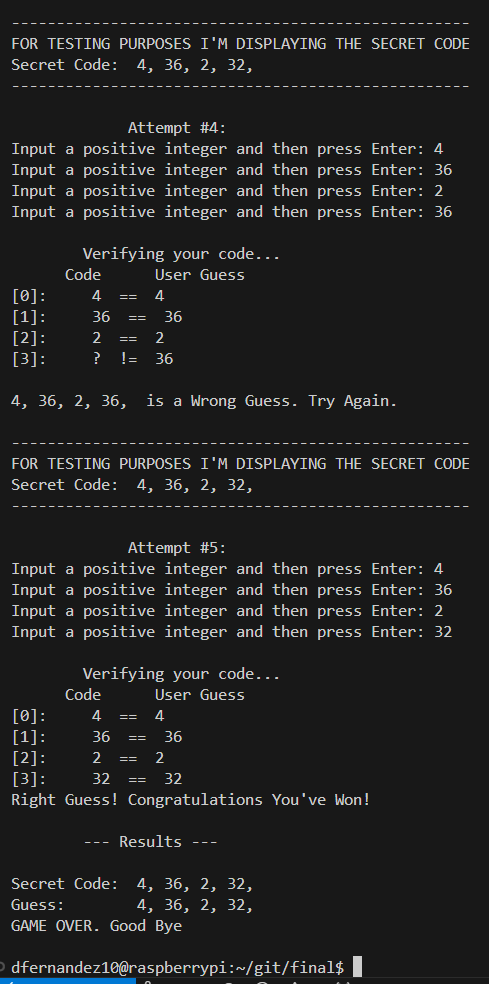 ---------------------------------------------------
FOR TESTING PURPOSES I'M DISPLAYING THE SECRET CODE
Secret Code:  4, 36, 2, 32,
---------------------------------------------------
Attempt #4:
Input a positive integer and then press Enter: 4
Input a positive integer and then press Enter: 36
Input a positive integer and then press Enter: 2
Input a positive integer and then press Enter: 36
Verifying your code...
Code      User Guess
[0]:     4  ==  4
[1]:     36  ==  36
[2]:     2  ==  2
[3]:     ?  !=  36
4, 36, 2, 36,  is a Wrong Guess. Try Again.
---------------------------------------------------
FOR TESTING PURPOSES I'M DISPLAYING THE SECRET CODE
Secret Code:  4, 36, 2, 32,
---------------------------------------------------
Attempt #5:
Input a positive integer and then press Enter: 4
Input a positive integer and then press Enter: 36
Input a positive integer and then press Enter: 2
Input a positive integer and then press Enter: 32
Verifying your code...
Code      User Guess
[0]:     4  ==  4
[1]:     36  ==  36
[2]:     2  ==  2
[3]:     32  ==  32
Right Guess! Congratulations You've Won!
--- Results ---
Secret Code:  4, 36, 2, 32,
Guess:        4, 36, 2, 32,
GAME OVER. Good Bye
dfernandez10@raspberrypi:~/git/final$